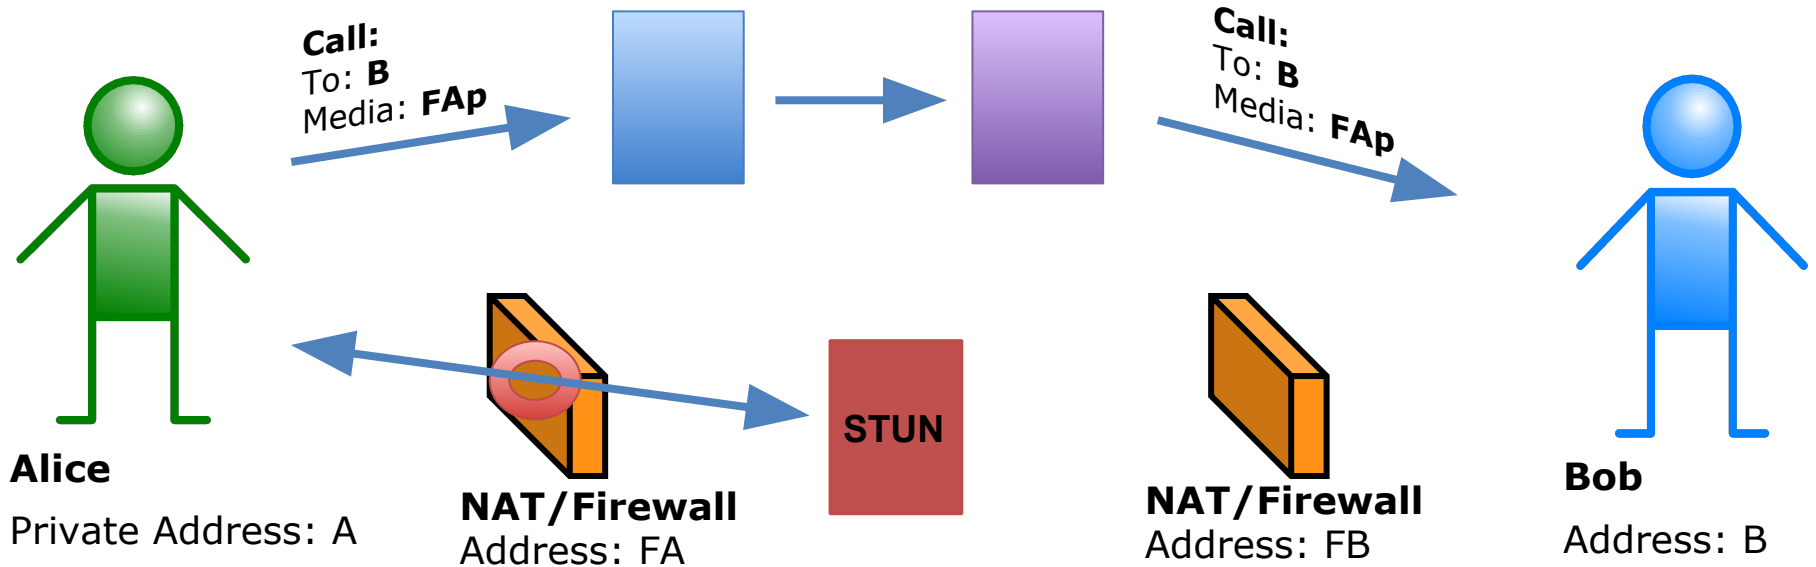 Call:
To: B
Media: FAp
Call:
To: B
Media: FAp
STUN
Alice
Private Address: A
NAT/Firewall
Address: FA
NAT/Firewall
Address: FB
Bob
Address: B